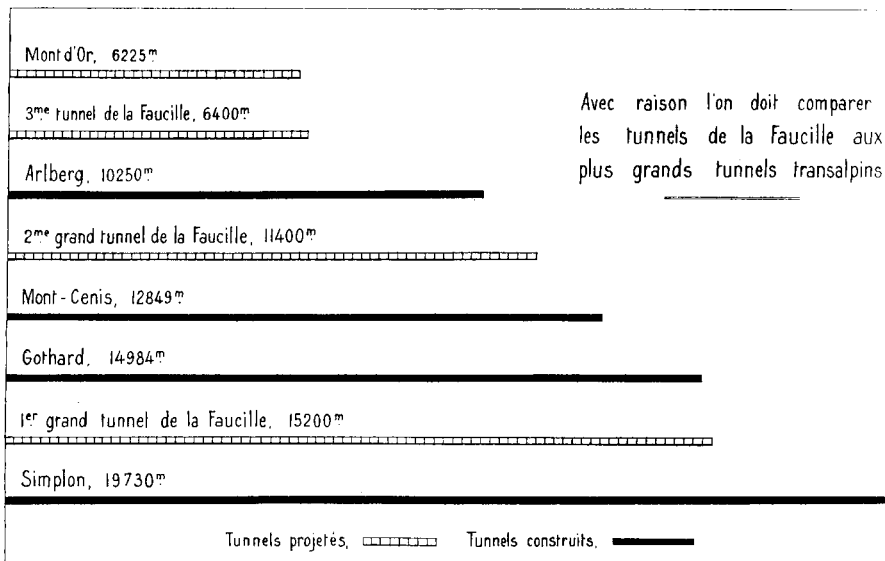 Mont d'Or, 6225m
3me tunnel de la Faucille, 6400m
Avec raison l'on doit comparer
les tunnels de la Faucille aux
plus grands tunnels transalpins
Arlberg, 10250m
2me grand tunnel de la Faucille, 11400m
Mont-Cenis, 12849m
Gothard, 14984m
1er grand tunnel de la Faucille, 15200m
Simplon, 19730m
Tunnels projetés, Tunnels construits,